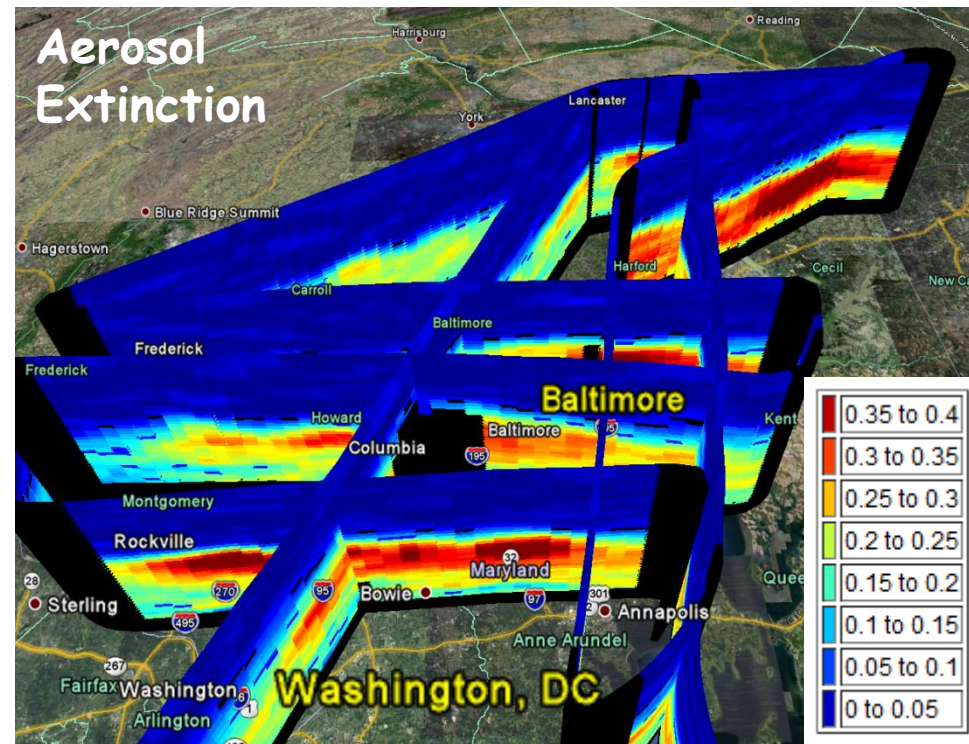 Aerosol
Extinction
Harrisburg
Reading
Lancaster
York
Blue Ridge Summit
Hagerstown
Harford
Cecil
New Ca
Carroll
Baltimore
Frederick
Frederick
Baltimore
Howard
Kent
Baltimore
Columbia
195
Montgomery
Rockville
32
Maryland
28
270
95
Bowie
97
301
2
Annapolis
Quee
Sterling
495
Anne Arundel
267
Fairfax
Washington
Washington, DC
6
1
Arlington
0.35 to 0.4
0.3 to 0.35
0.25 to 0.3
0.2 to 0.25
0.15 to 0.2
0.1 to 0.15
0.05 to 0.1
0 to 0.05